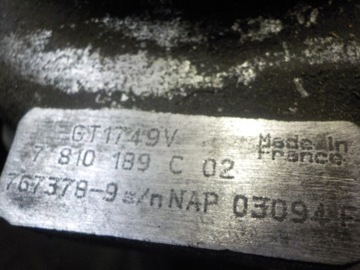 GT1749V Made In France
7 810 189 C 02
767378-9 s/n NAP 03094 F